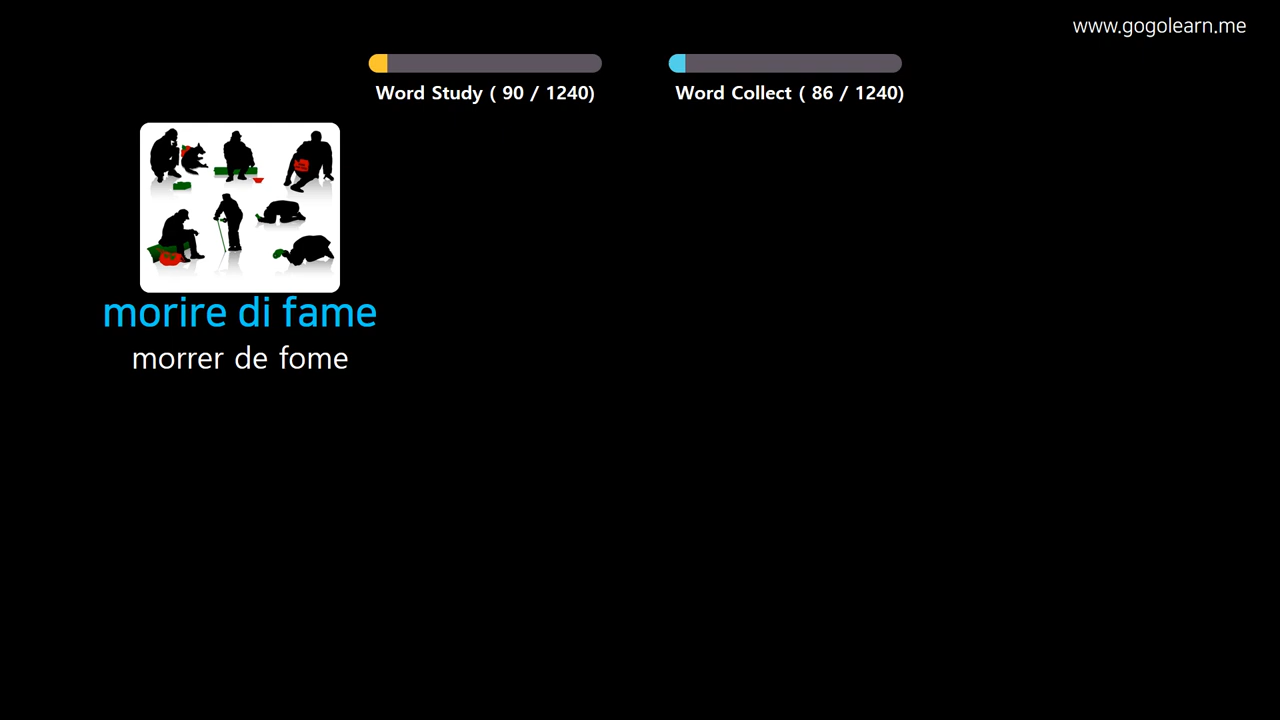 www.gogolearn.me
Word Study ( 90 / 1240)
Word Collect ( 86 / 1240)
morire di fame
morrer de fome